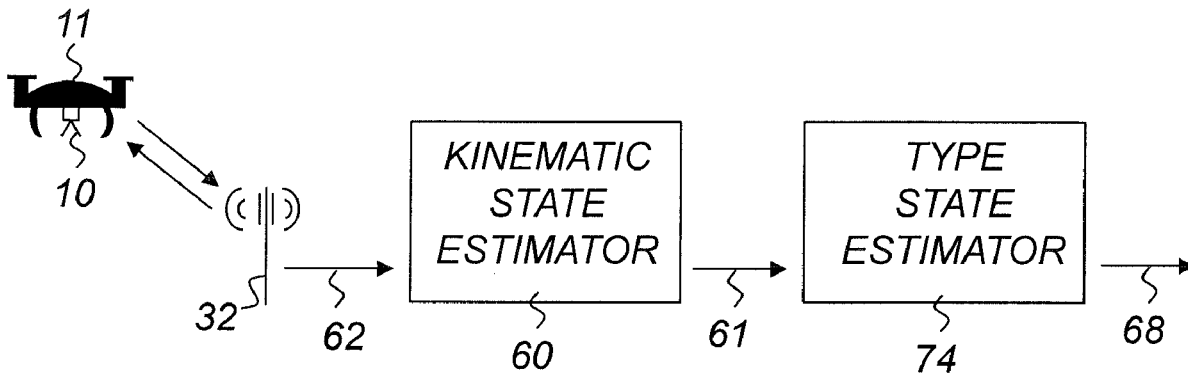 11
10
32
62
KINEMATIC
STATE
ESTIMATOR
60
61
TYPE
STATE
ESTIMATOR
74
68